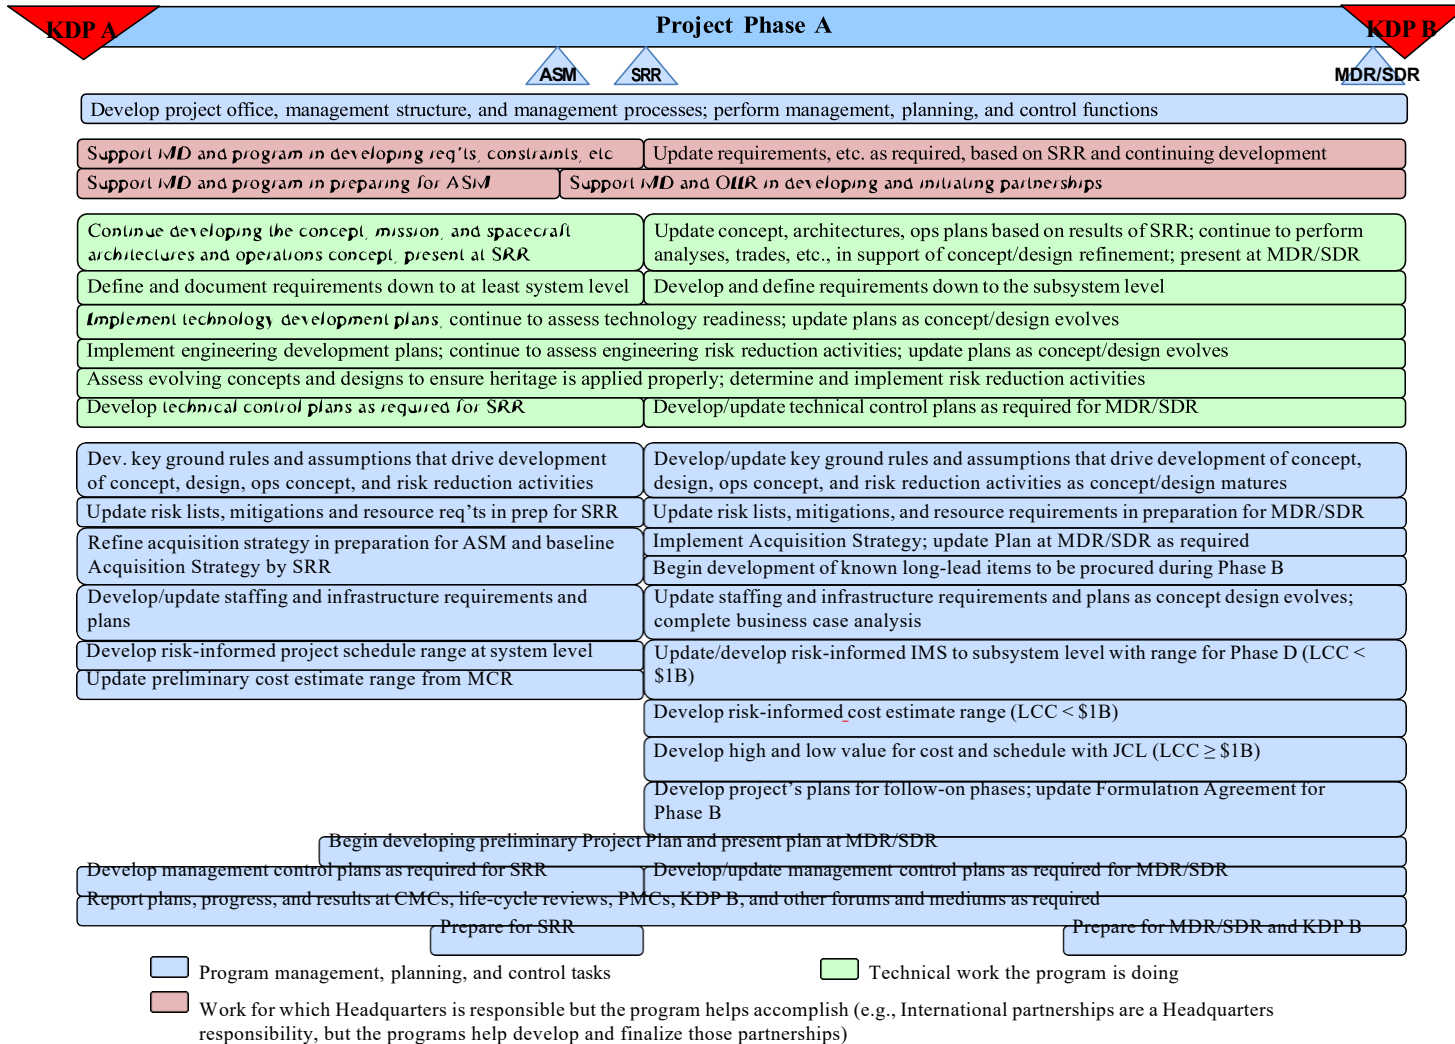 KDP A
Project Phase A
KDP B
ASM
SRR
MDR/SDR
Develop project office, management structure, and management processes; perform management, planning, and control functions
Support MD and program in developing req'ts, constraints, etc
Update requirements, etc. as required, based on SRR and continuing development
Support MD and program in preparing for ASM
Support MD and OIIR in developing and initiating partnerships
Continue developing the concept, mission, and spacecraft
architectures and operations concept, present at SRR
Update concept, architectures, ops plans based on results of SRR; continue to perform
analyses, trades, etc., in support of concept/design refinement; present at MDR/SDR
Define and document requirements down to at least system level
Develop and define requirements down to the subsystem level
Implement technology development plans, continue to assess technology readiness; update plans as concept/design evolves
Implement engineering development plans; continue to assess engineering risk reduction activities; update plans as concept/design evolves
Assess evolving concepts and designs to ensure heritage is applied properly; determine and implement risk reduction activities
Develop technical control plans as required for SRR
Develop/update technical control plans as required for MDR/SDR
Dev. key ground rules and assumptions that drive development
of concept, design, ops concept, and risk reduction activities
Develop/update key ground rules and assumptions that drive development of concept,
design, ops concept, and risk reduction activities as concept/design matures
Update risk lists, mitigations and resource req’ts in prep for SRR
Update risk lists, mitigations, and resource requirements in preparation for MDR/SDR
Refine acquisition strategy in preparation for ASM and baseline
Acquisition Strategy by SRR
Implement Acquisition Strategy; update Plan at MDR/SDR as required
Begin development of known long-lead items to be procured during Phase B
Develop/update staffing and infrastructure requirements and
plans
Update staffing and infrastructure requirements and plans as concept design evolves;
complete business case analysis
Develop risk-informed project schedule range at system level
Update/develop risk-informed IMS to subsystem level with range for Phase D (LCC <
$1B)
Update preliminary cost estimate range from MCR
Develop risk-informed cost estimate range (LCC < $1B)
Develop high and low value for cost and schedule with JCL (LCC ≥ $1B)
Develop project’s plans for follow-on phases; update Formulation Agreement for
Phase B
Begin developing preliminary Project Plan and present plan at MDR/SDR
Develop management control plans as required for SRR
Develop/update management control plans as required for MDR/SDR
Report plans, progress, and results at CMCs, life-cycle reviews, PMCs, KDP B, and other forums and mediums as required
Prepare for SRR
Prepare for MDR/SDR and KDP B
Program management, planning, and control tasks
Technical work the program is doing
Work for which Headquarters is responsible but the program helps accomplish (e.g., International partnerships are a Headquarters
responsibility, but the programs help develop and finalize those partnerships)